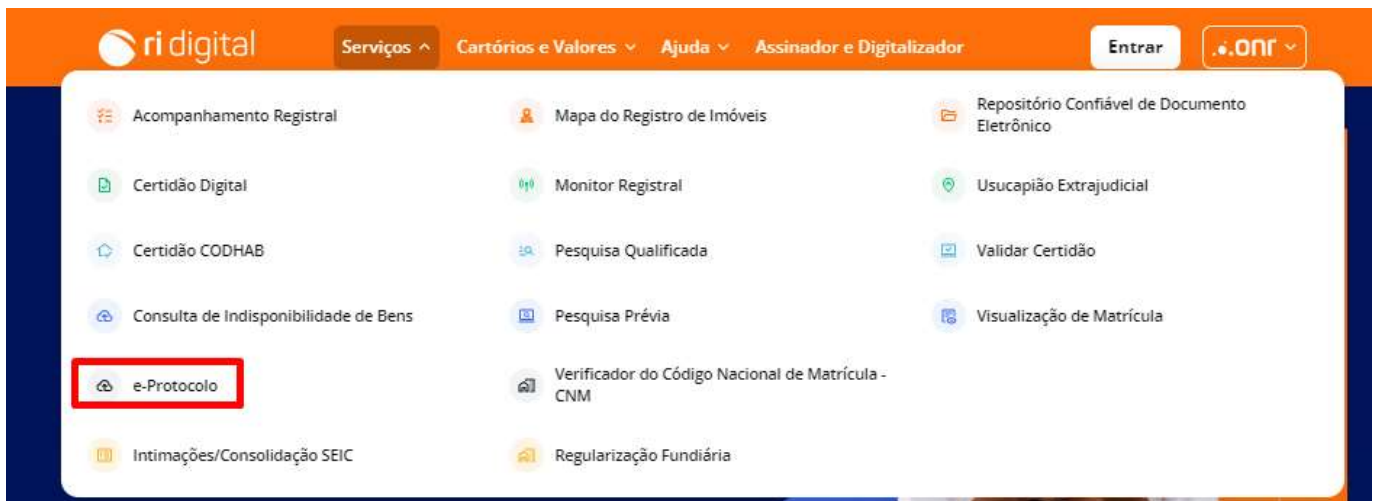 ri digital
Serviços
Cartórios e Valores
Ajuda
Assinador e Digitalizador
Entrar
.:.onr
Acompanhamento Registral
Mapa do Registro de Imóveis
Repositório Confiável de Documento
Eletrônico
Certidão Digital
Monitor Registral
Usucapião Extrajudicial
Certidão CODHAB
Pesquisa Qualificada
Validar Certidão
Consulta de Indisponibilidade de Bens
Pesquisa Prévia
Visualização de Matrícula
e-Protocolo
Verificador do Código Nacional de Matrícula -
CNM
Intimações/Consolidação SEIC
Regularização Fundiária